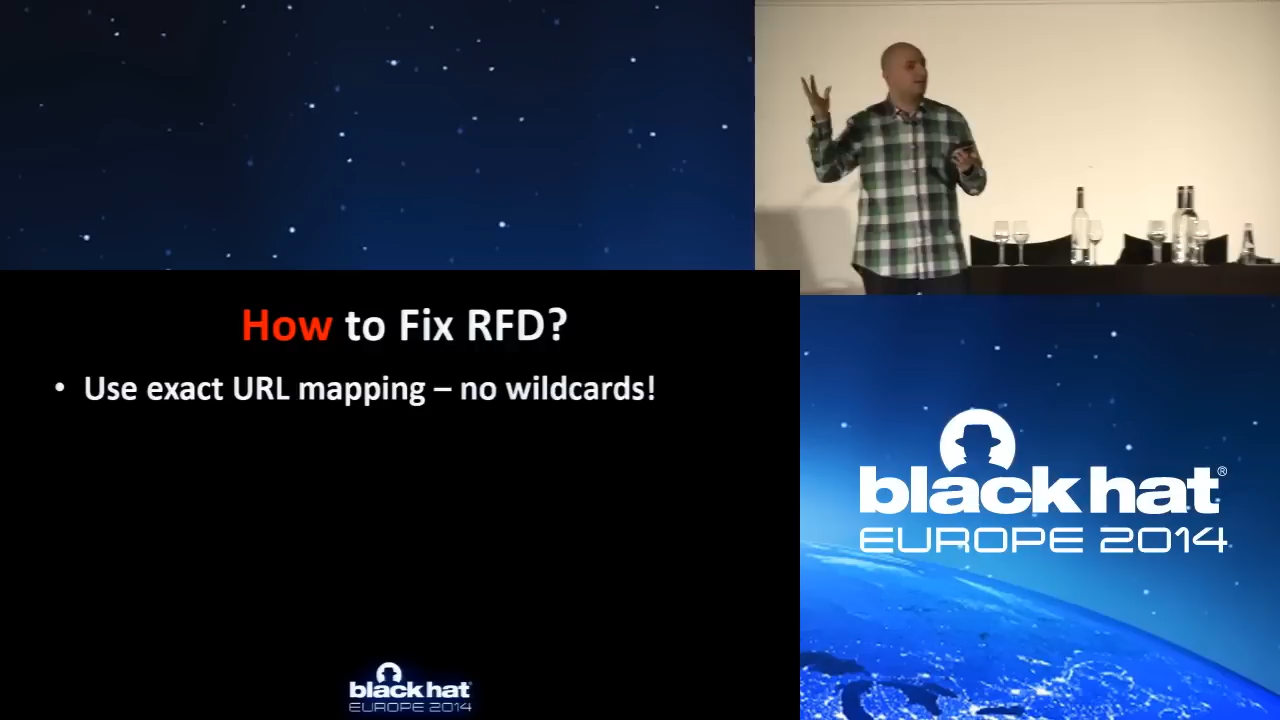 How to Fix RFD?
• Use exact URL mapping – no wildcards!
black hat®
EUROPE 2014
black hat®
EUROPE 2014